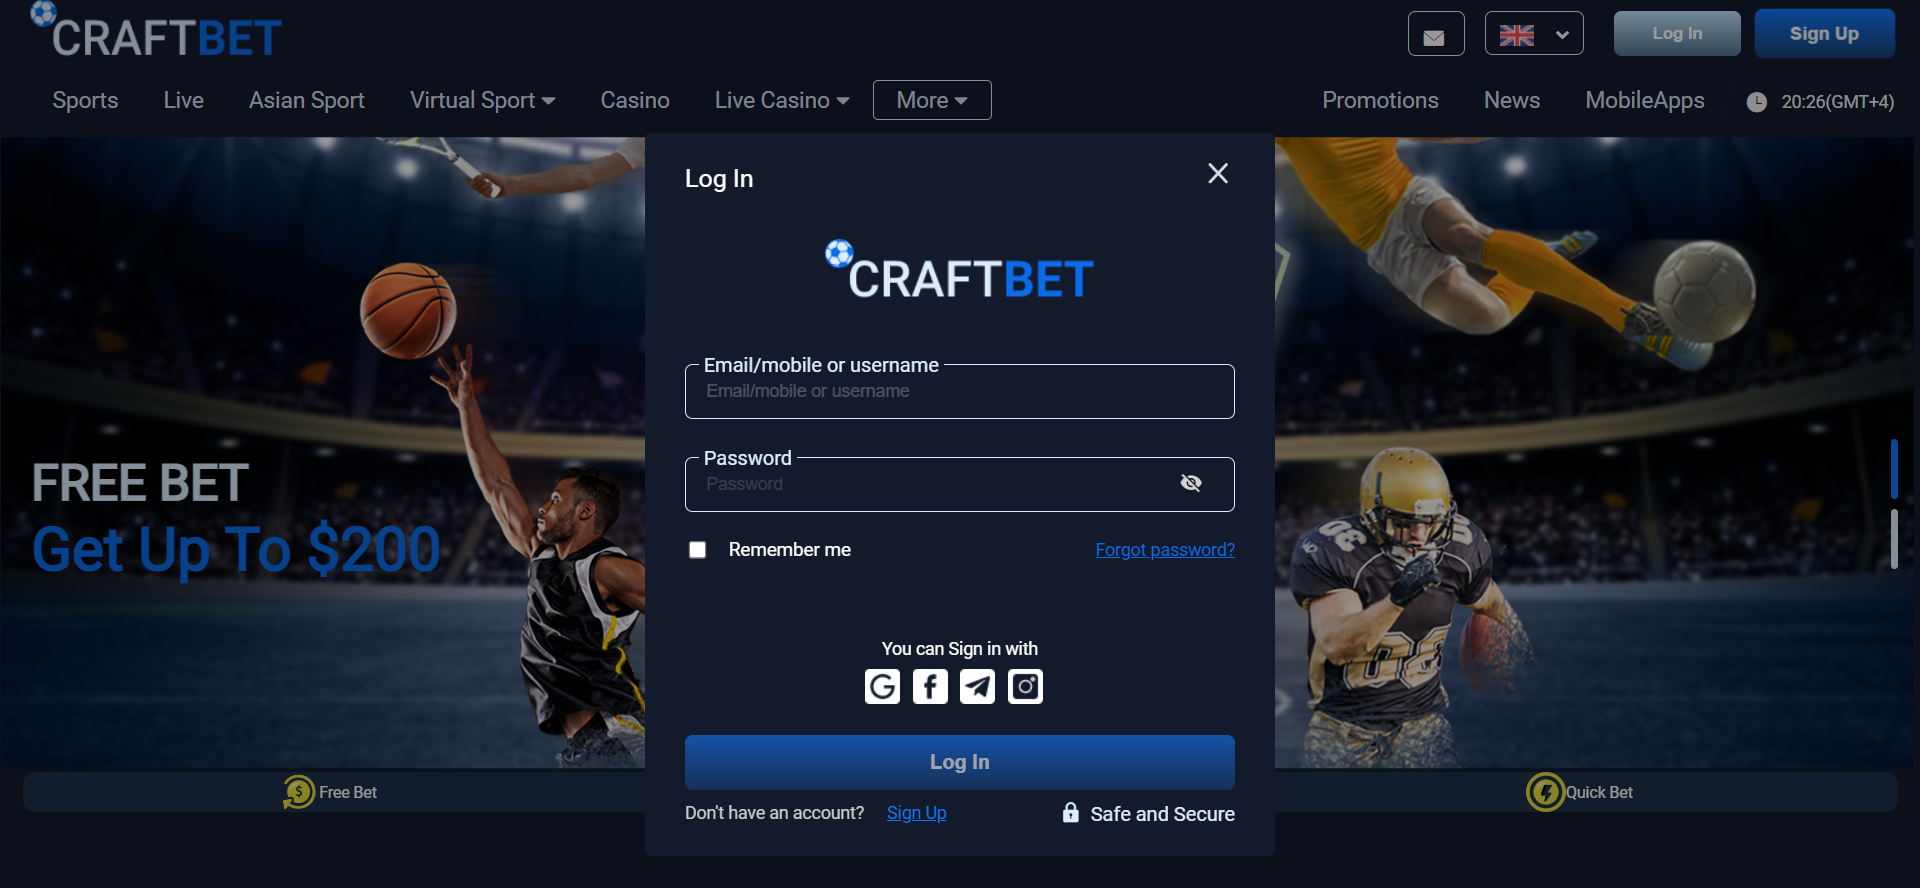 CRAFTBET
Log In
Sign Up
Sports
Live
Asian Sport
Virtual Sport
Casino
Live Casino
More
Promotions
News
MobileApps
20:26(GMT+4)
Log In
CRAFTBET
Email/mobile or username
Email/mobile or username
Password
Password
Remember me
Forgot password?
You can Sign in with
Log In
Don't have an account? Sign Up
Safe and Secure
FREE BET
Get Up To $200
Free Bet
Quick Bet